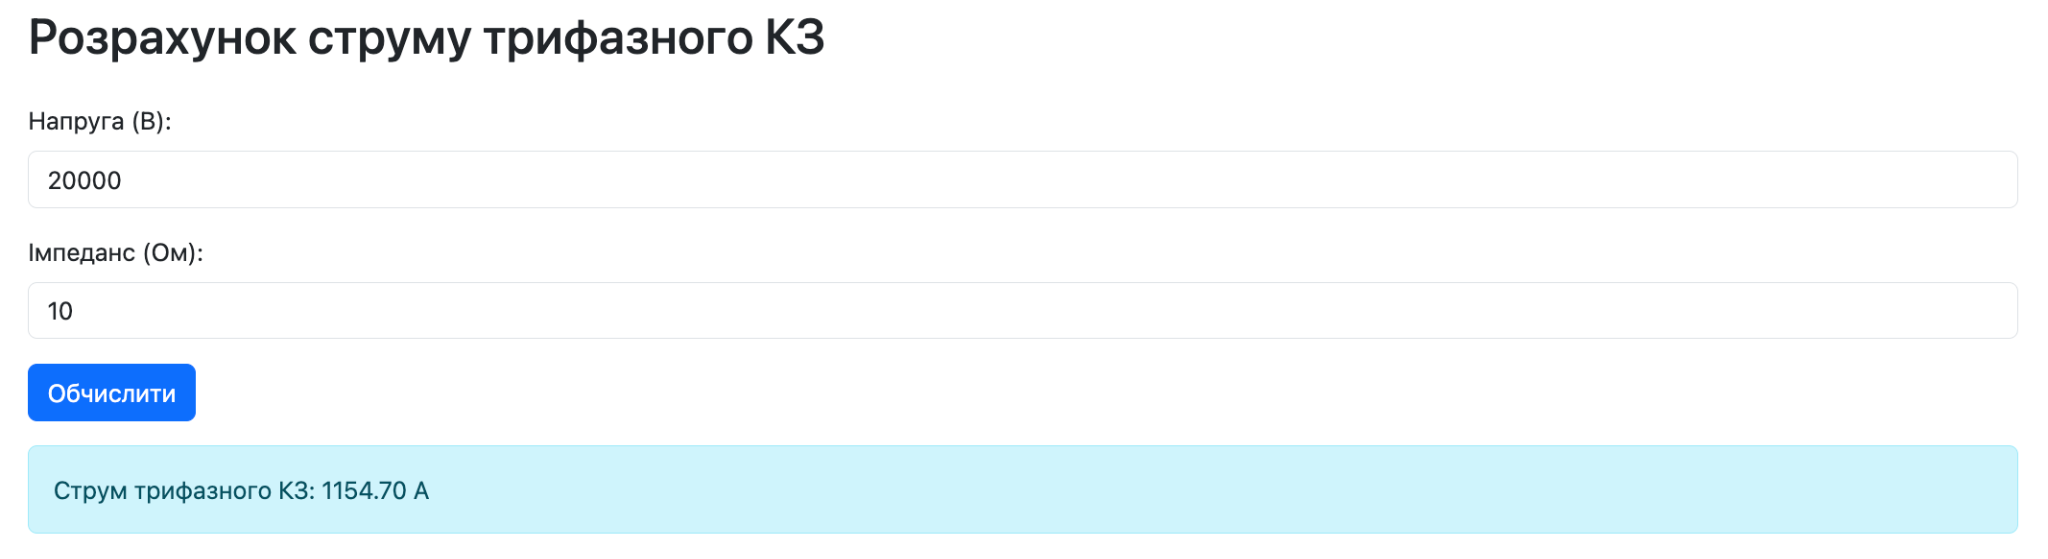 Розрахунок струму трифазного КЗ
Напруга (В):
20000
Імпеданс (Ом):
10
Обчислити
Струм трифазного КЗ: 1154.70 А